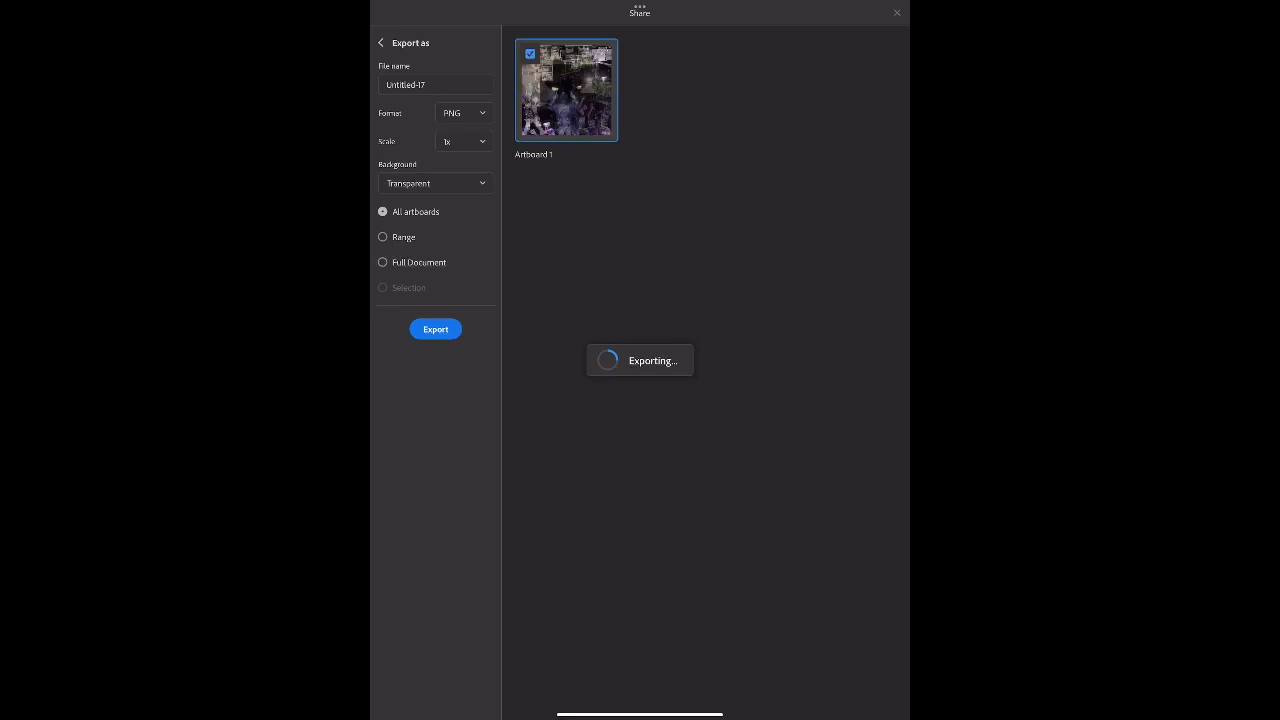 Share
Export as
File name
Untitled-17
Format
PNG
Scale
1x
Background
Transparent
All artboards
Range
Full Document
Selection
Export
Artboard 1
Exporting...